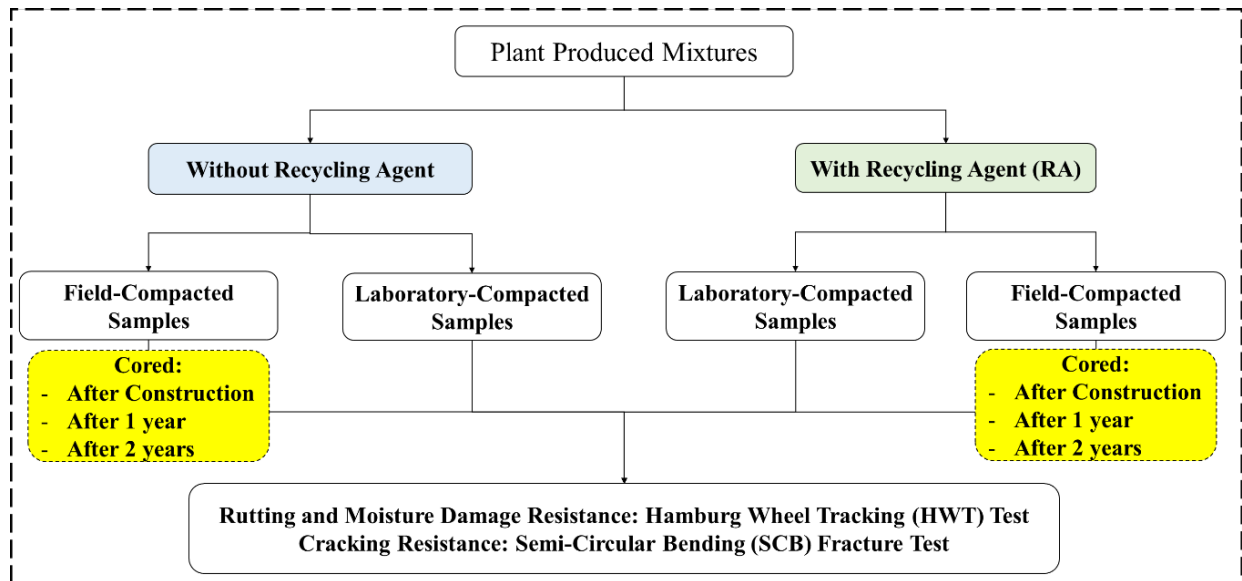 Plant Produced Mixtures
Without Recycling Agent
With Recycling Agent (RA)
Field-Compacted
Samples
Laboratory-Compacted
Samples
Laboratory-Compacted
Samples
Field-Compacted
Samples
Cored:
- After Construction
- After 1 year
- After 2 years
Cored:
- After Construction
- After 1 year
- After 2 years
Rutting and Moisture Damage Resistance: Hamburg Wheel Tracking (HWT) Test
Cracking Resistance: Semi-Circular Bending (SCB) Fracture Test